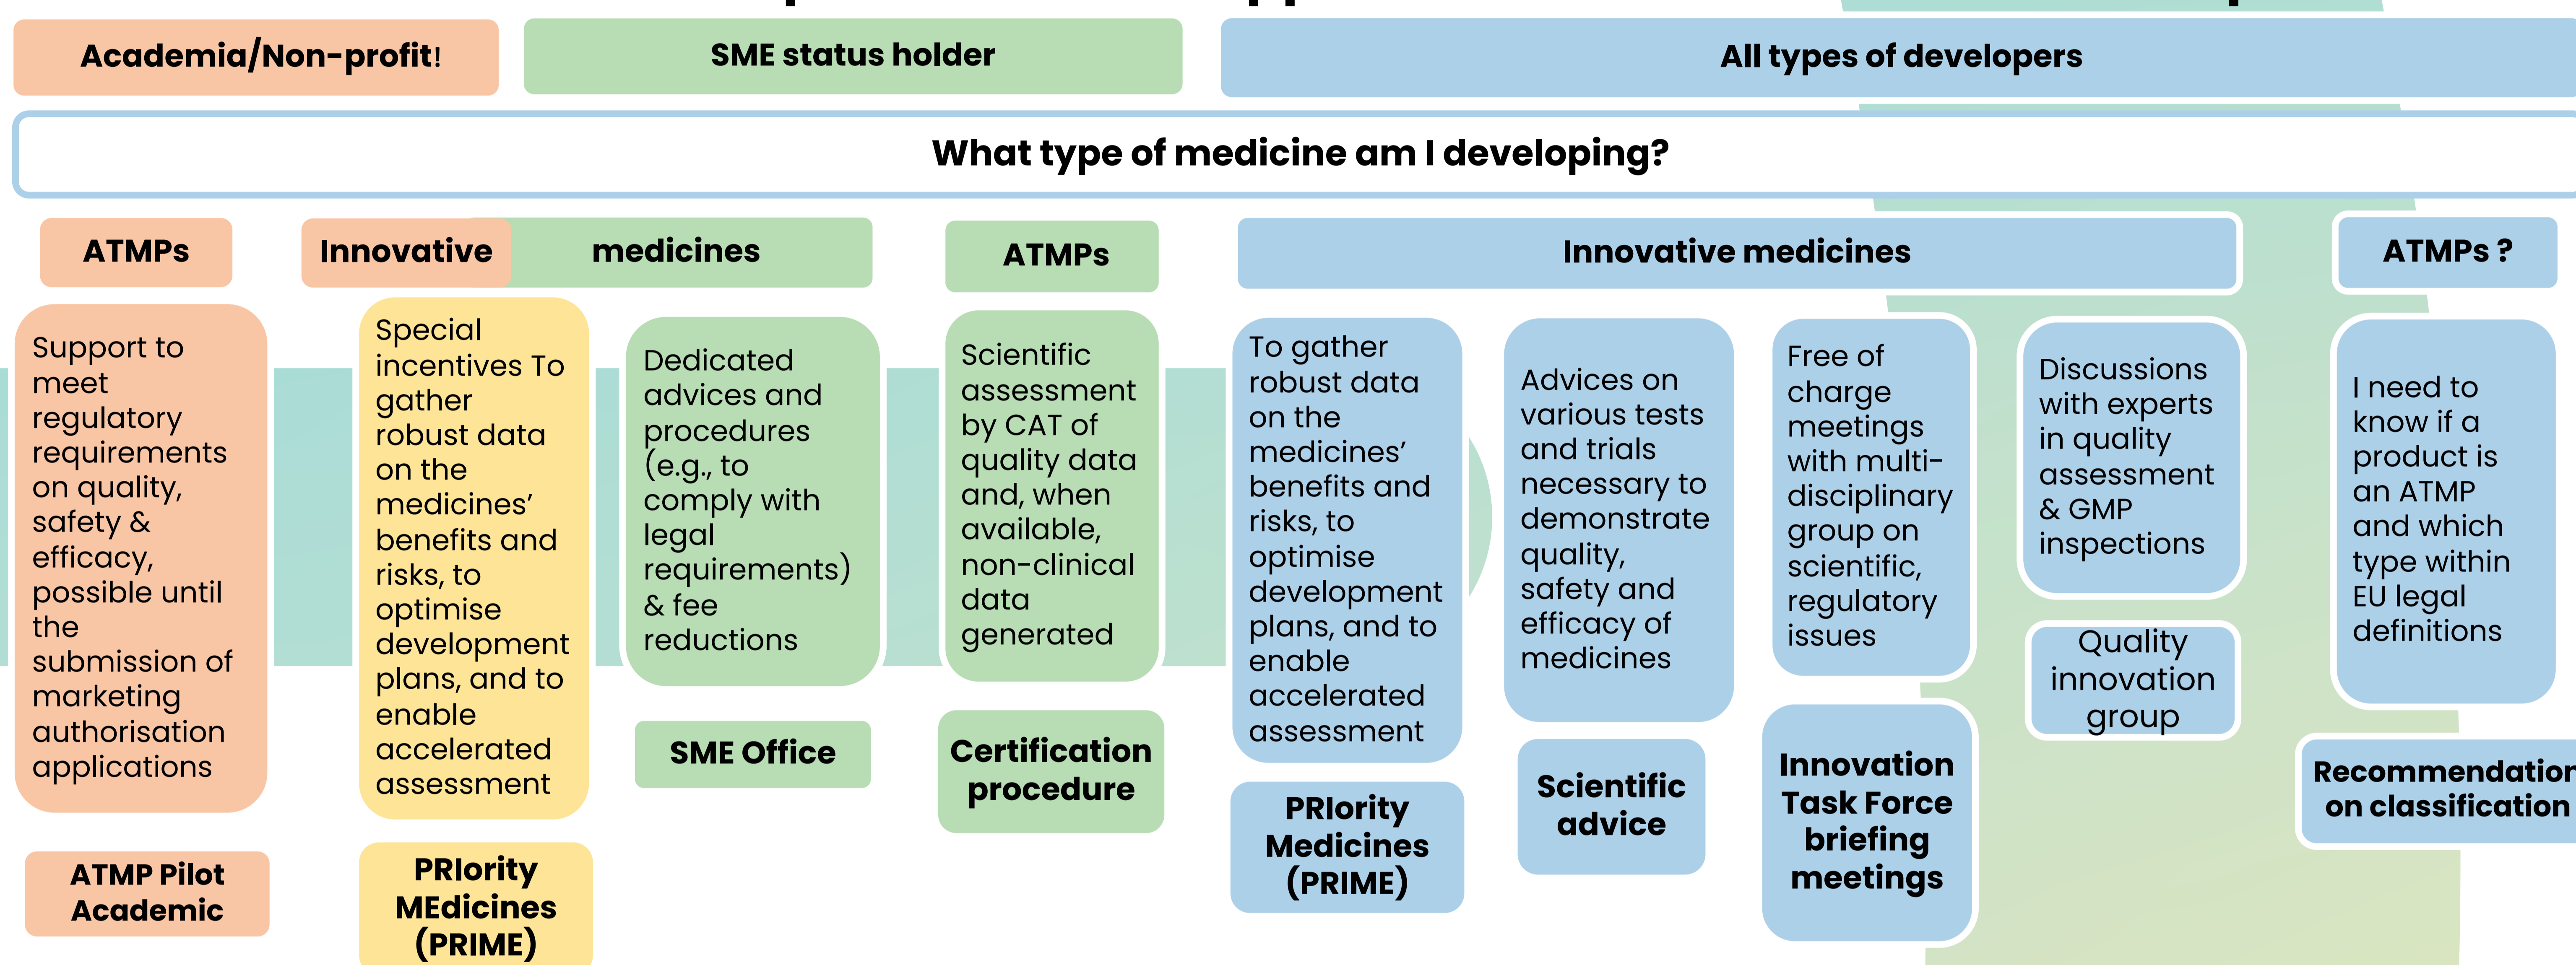 Academia/Non-profit!
SME status holder
All types of developers
What type of medicine am I developing?
ATMPs
Innovative medicines
ATMPs
Innovative medicines
ATMPs ?
Support to
meet
regulatory
requirements
on quality,
safety &
efficacy,
possible until
the
submission of
marketing
authorisation
applications
ATMP Pilot
Academic
Special
incentives To
gather
robust data
on the
medicines’
benefits and
risks, to
optimise
development
plans, and to
enable
accelerated
assessment
PRIority
MEdicines
(PRIME)
Dedicated
advices and
procedures
(e.g., to
comply with
legal
requirements)
& fee
reductions
SME Office
Scientific
assessment
by CAT of
quality data
and, when
available,
non-clinical
data
generated
Certification
procedure
To gather
robust data
on the
medicines’
benefits and
risks, to
optimise
development
plans, and to
enable
accelerated
assessment
PRIority
Medicines
(PRIME)
Advices on
various tests
and trials
necessary to
demonstrate
quality,
safety and
efficacy of
medicines
Scientific
advice
Free of
charge
meetings
with multi-
disciplinary
group on
scientific,
regulatory
issues
Innovation
Task Force
briefing
meetings
Discussions
with experts
in quality
assessment
& GMP
inspections
Quality
innovation
group
I need to
know if a
product is
an ATMP
and which
type within
EU legal
definitions
Recommendation
on classification